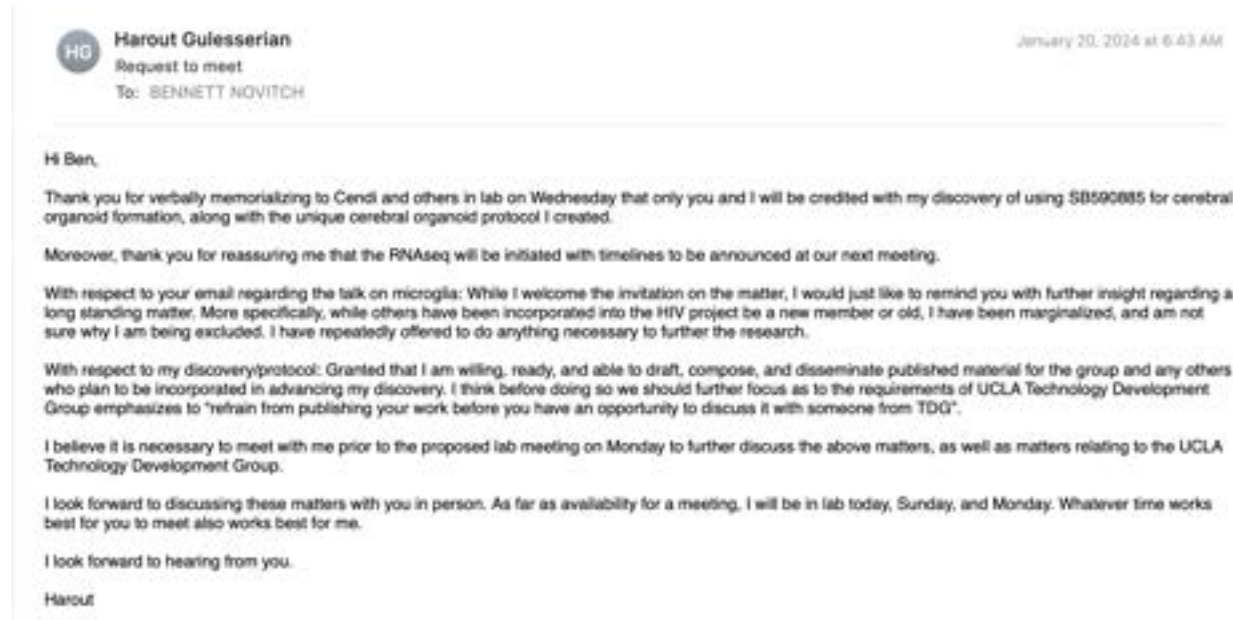 HG
Harout Gulesserian
January 20, 2024 at 6:43 AM
Request to meet
To: BENNETT NOVITCH
Hi Ben,
Thank you for verbally memorializing to Cendi and others in lab on Wednesday that only you and I will be credited with my discovery of using SB590885 for cerebral
organoid formation, along with the unique cerebral organoid protocol I created.
Moreover, thank you for reassuring me that the RNAseq will be initiated with timelines to be announced at our next meeting.
With respect to your email regarding the talk on microglia: While I welcome the invitation on the matter, I would just like to remind you with further insight regarding a
long standing matter. More specifically, while others have been incorporated into the HIV project be a new member or old, I have been marginalized, and am not
sure why I am being excluded. I have repeatedly offered to do anything necessary to further the research.
With respect to my discovery/protocol: Granted that I am willing, ready, and able to draft, compose, and disseminate published material for the group and any others
who plan to be incorporated in advancing my discovery. I think before doing so we should further focus as to the requirements of UCLA Technology Development
Group emphasizes to "refrain from publishing your work before you have an opportunity to discuss it with someone from TDG".
I believe it is necessary to meet with me prior to the proposed lab meeting on Monday to further discuss the above matters, as well as matters relating to the UCLA
Technology Development Group.
I look forward to discussing these matters with you in person. As far as availability for a meeting, I will be in lab today, Sunday, and Monday. Whatever time works
best for you to meet also works best for me.
I look forward to hearing from you.
Harout